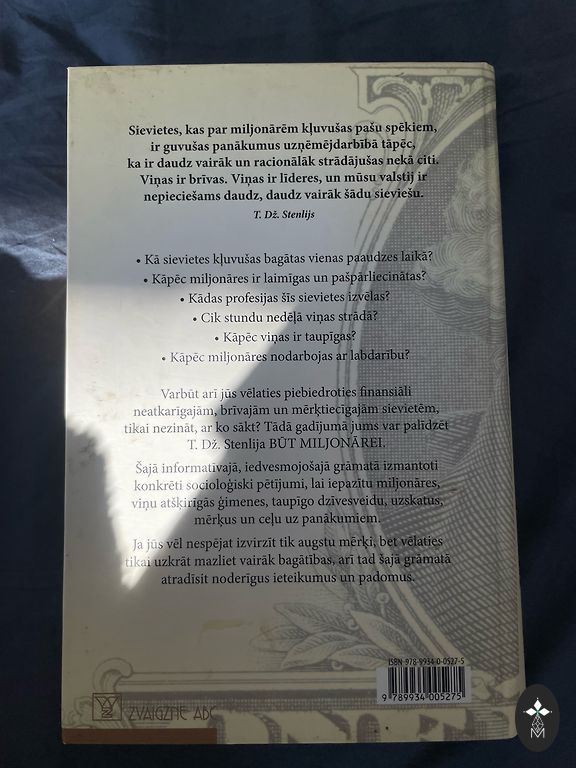 Sievietes, kas par miljonārēm kļuvušas pašu spēkiem,
ir guvušas panākumus uzņēmējdarbībā tāpēc,
ka ir daudz vairāk un racionālāk strādājušas nekā citi.
Viņas ir brīvas. Viņas ir līderes, un mūsu valstij ir
nepieciešams daudz, daudz vairāk šādu sieviešu.
T. Dž. Stenlijs
• Kā sievietes kļuvušas bagātas vienas paaudzes laikā?
• Kāpēc miljonāres ir laimīgas un pašpārliecinātas?
• Kādas profesijas šīs sievietes izvēlas?
• Cik stundu nedēļā viņas strādā?
• Kāpēc viņas ir taupīgas?
• Kāpēc miljonāres nodarbojas ar labdarību?
Varbūt arī jūs vēlaties piebiedroties finansiāli
neatkarīgajām, brīvajām un mērķtiecīgajām sievietēm,
tikai nezināt, ar ko sākt? Tādā gadījumā jums var palīdzēt
T. Dž. Stenlija BŪT MILJONĀREI.
Šajā informatīvajā, iedvesmojošajā grāmatā izmantoti
konkrēti socioloģiski pētījumi, lai iepazītu miljonāres,
viņu atšķirīgās ģimenes, taupīgo dzīvesveidu, uzskatus,
mērķus un ceļu uz panākumiem.
Ja jūs vēl nespējat izvirzīt tik augstu mērķi, bet vēlaties
tikai uzkrāt mazliet vairāk bagātības, arī tad šajā grāmatā
atradīsit noderīgus ieteikumus un padomus.
ISBN 978-9934-0-0527-5
9 789934 005275
ZVAIGZNE ABC